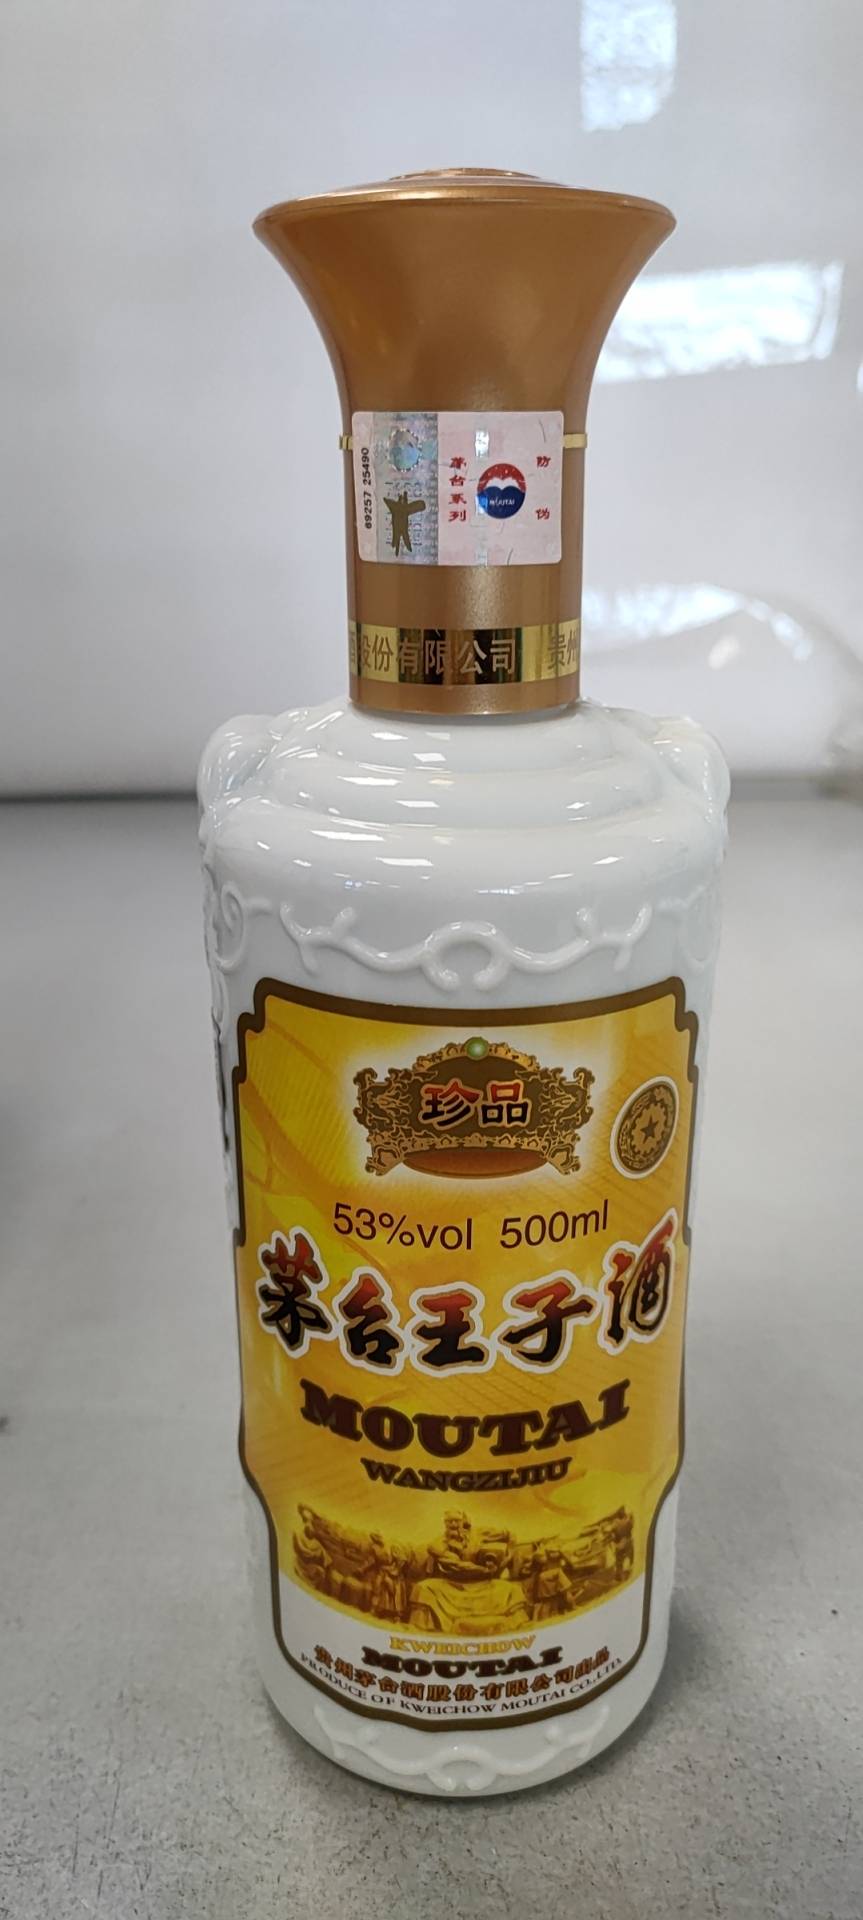 69257 25490
茅台系列
MOUTAI
防伪
股份有限公司 贵州
珍品
53%vol 500ml
茅台王子酒
MOUTAI
WANGZIJIU
KWEICHOW
MOUTAI
贵州茅台酒股份有限公司出品
PRODUCE OF KWEICHOW MOUTAI CO.,LTD.